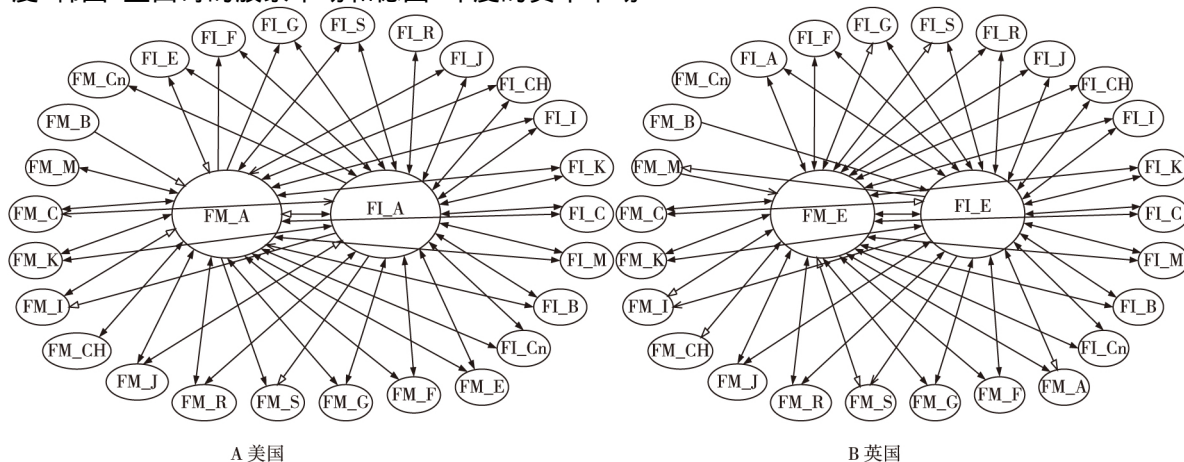 FI_G
FI_S
FI_F
FI_R
FI_E
FI_J
FM_Cn
FI_CH
FM_B
FI_I
FM_M
FI_K
FM_C
FM_A
FI_A
FI_C
FM_K
FI_M
FM_I
FI_B
FM_CH
FI_Cn
FM_J
FM_E
FM_R
FM_S
FM_G
FM_F
A 美国
FI_G
FI_S
FI_F
FI_R
FI_A
FI_J
FM_Cn
FI_CH
FM_B
FI_I
FM_M
FI_K
FM_C
FM_E
FI_E
FI_C
FM_K
FI_M
FM_I
FI_B
FM_CH
FI_Cn
FM_J
FM_A
FM_R
FM_S
FM_G
FM_F
B 英国